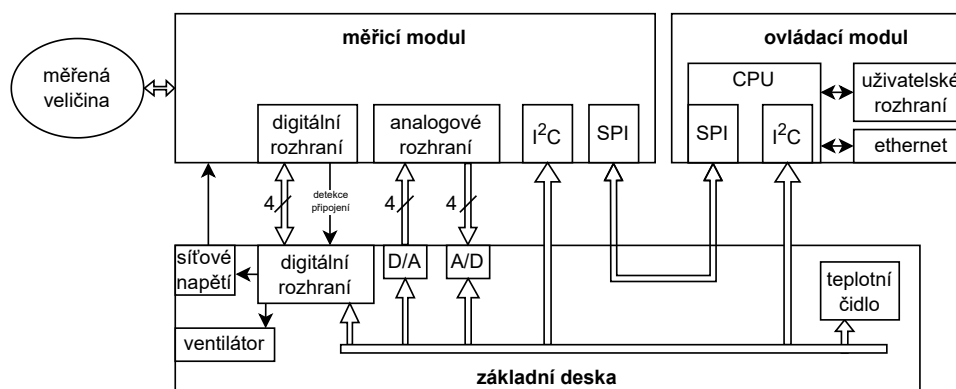 měřicí modul
ovládací modul
měřená
veličina
CPU
uživatelské
rozhraní
digitální
rozhraní
analogové
rozhraní
I²C
SPI
SPI
I²C
ethernet
4
detekce
připojení
4
4
síťové
napětí
digitální
rozhraní
D/A
A/D
teplotní
čidlo
ventilátor
základní deska